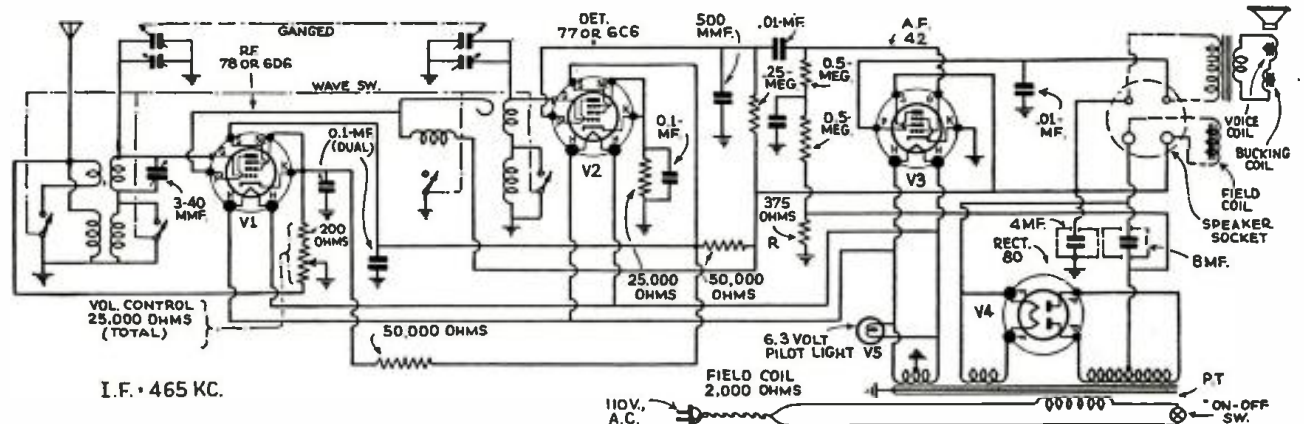 GANGED
RF.
78 OR 6D6
WAVE SW.
DET.
77 OR 6C6
500
MMF.
.01-MF.
A.F.
42
.25-
MEG.
0.5-
MEG.
0.5-
MEG.
0.1-MF.
(DUAL)
0.1-
MF.
.01-
MF.
VOICE
COIL
BUCKING
COIL
FIELD
COIL
SPEAKER
SOCKET
3-40
MMF.
V1
V2
V3
200
OHMS
375
OHMS
R
4MF.
RECT.
80
8MF.
25,000
OHMS
50,000
OHMS
VOL. CONTROL
25,000 OHMS
(TOTAL)
50,000 OHMS
6.3 VOLT
PILOT LIGHT
V5
V4
I.F. = 465 KC.
FIELD COIL
2,000 OHMS
P.T
110V.,
A.C.
ON-OFF
SW.